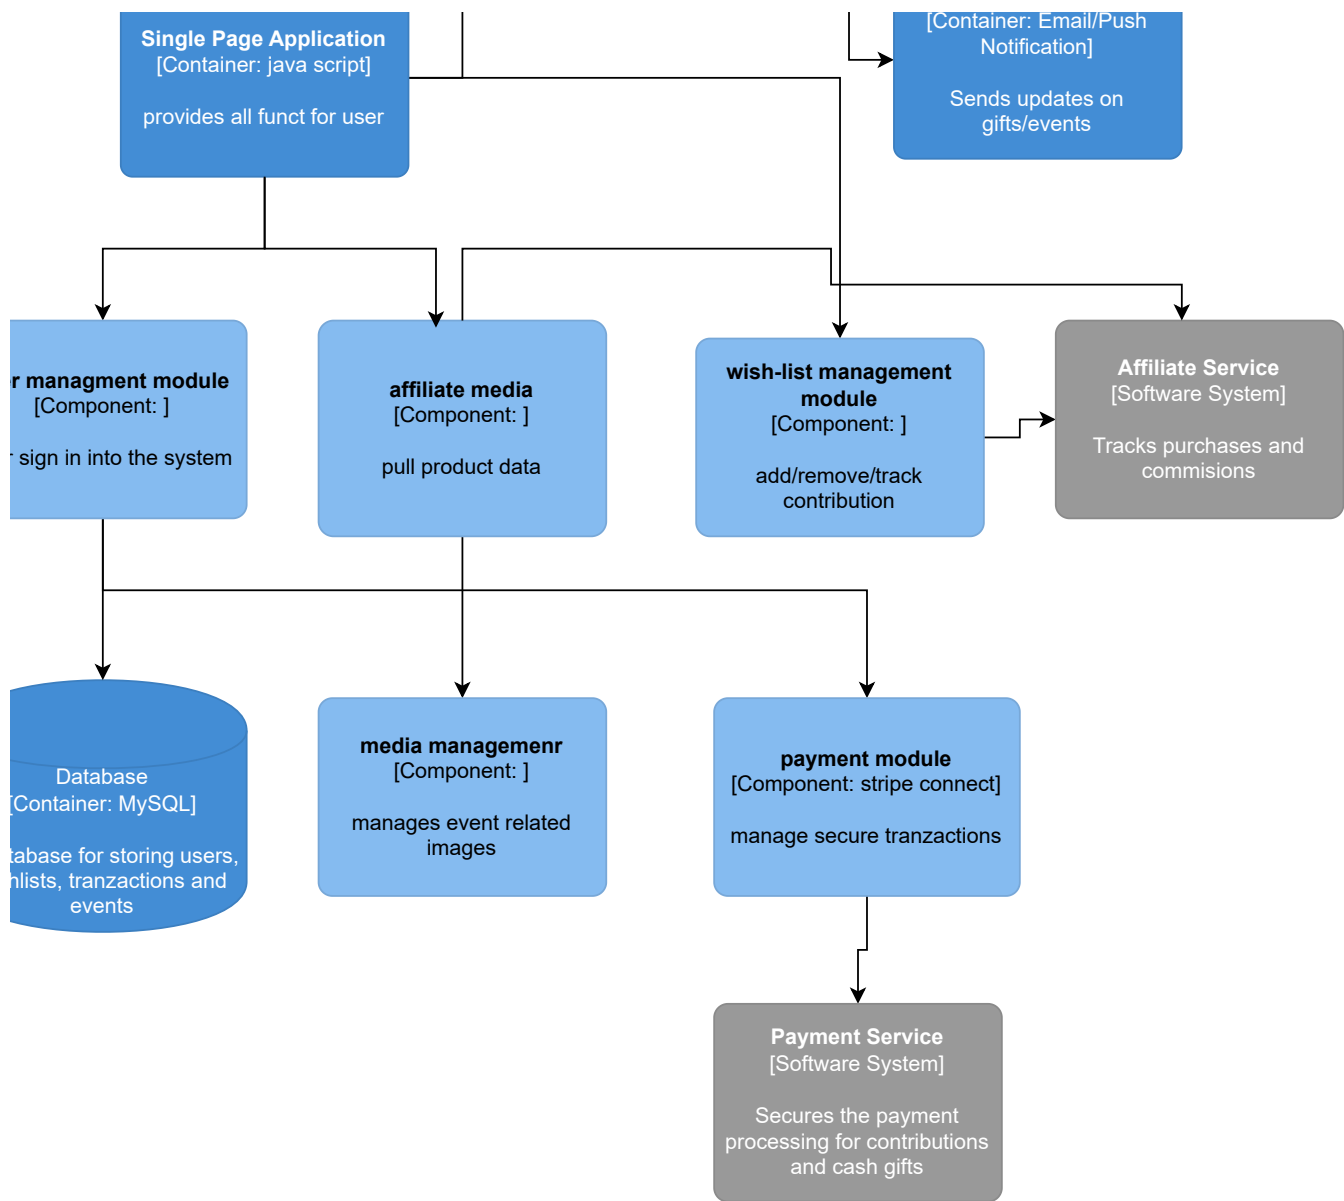 Single Page Application
[Container: java script]
provides all funct for user
[Container: Email/Push
Notification]
Sends updates on
gifts/events
managment module
[Component: ]
sign in into the system
affiliate media
[Component: ]
pull product data
wish-list management
module
[Component: ]
add/remove/track
contribution
Affiliate Service
[Software System]
Tracks purchases and
commisions
Database
[Container: MySQL]
for storing users,
tranzactions and
events
media managemenr
[Component: ]
manages event related
images
payment module
[Component: stripe connect]
manage secure tranzactions
Payment Service
[Software System]
Secures the payment
processing for contributions
and cash gifts